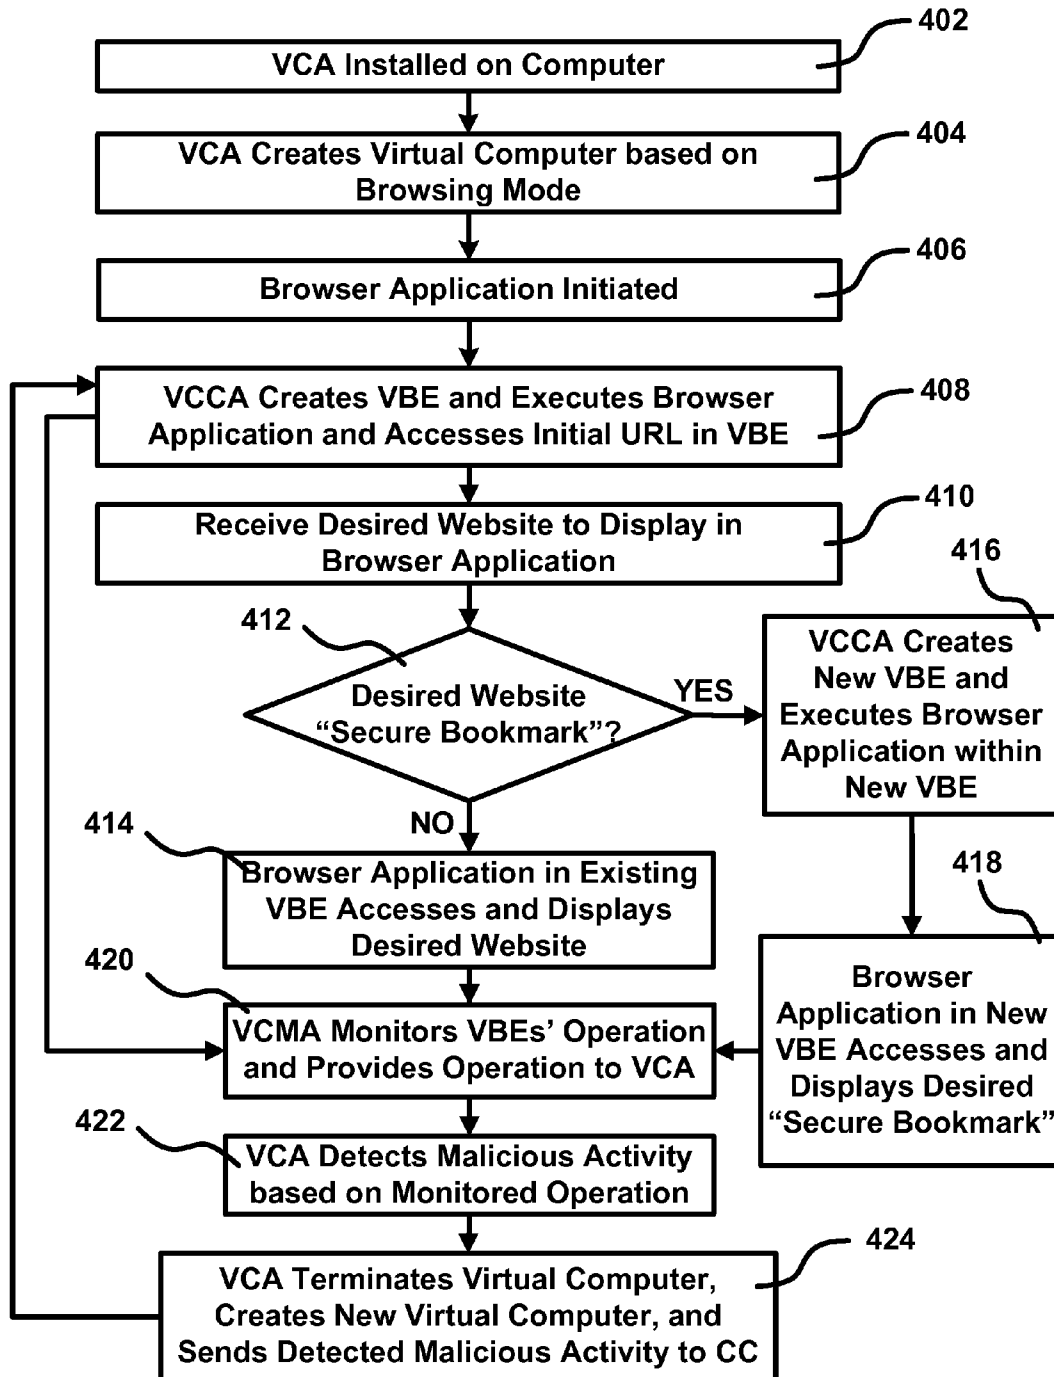 402
VCA Installed on Computer
404
VCA Creates Virtual Computer based on
Browsing Mode
406
Browser Application Initiated
408
VCCA Creates VBE and Executes Browser
Application and Accesses Initial URL in VBE
410
Receive Desired Website to Display in
Browser Application
412
Desired Website
“Secure Bookmark”?
YES
NO
416
VCCA Creates
New VBE and
Executes Browser
Application within
New VBE
414
Browser Application in Existing
VBE Accesses and Displays
Desired Website
418
Browser
Application in New
VBE Accesses and
Displays Desired
“Secure Bookmark”
420
VCMA Monitors VBEs’ Operation
and Provides Operation to VCA
422
VCA Detects Malicious Activity
based on Monitored Operation
424
VCA Terminates Virtual Computer,
Creates New Virtual Computer, and
Sends Detected Malicious Activity to CC